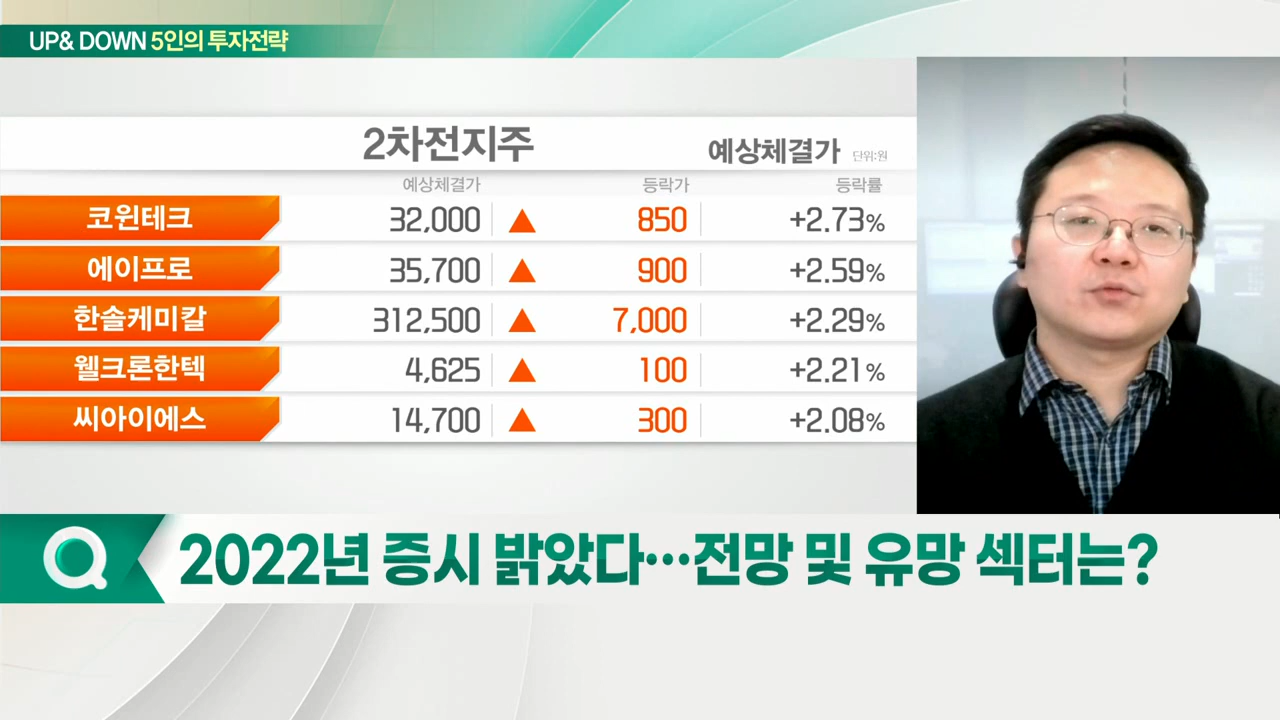 UP& DOWN 5인의 투자전략
2차전지주 예상체결가 단위:원
예상체결가 등락가 등락률
코윈테크 32,000 ▲ 850 +2.73%
에이프로 35,700 ▲ 900 +2.59%
한솔케미칼 312,500 ▲ 7,000 +2.29%
웰크론한텍 4,625 ▲ 100 +2.21%
씨아이에스 14,700 ▲ 300 +2.08%
Q 2022년 증시 밝았다…전망 및 유망 섹터는?